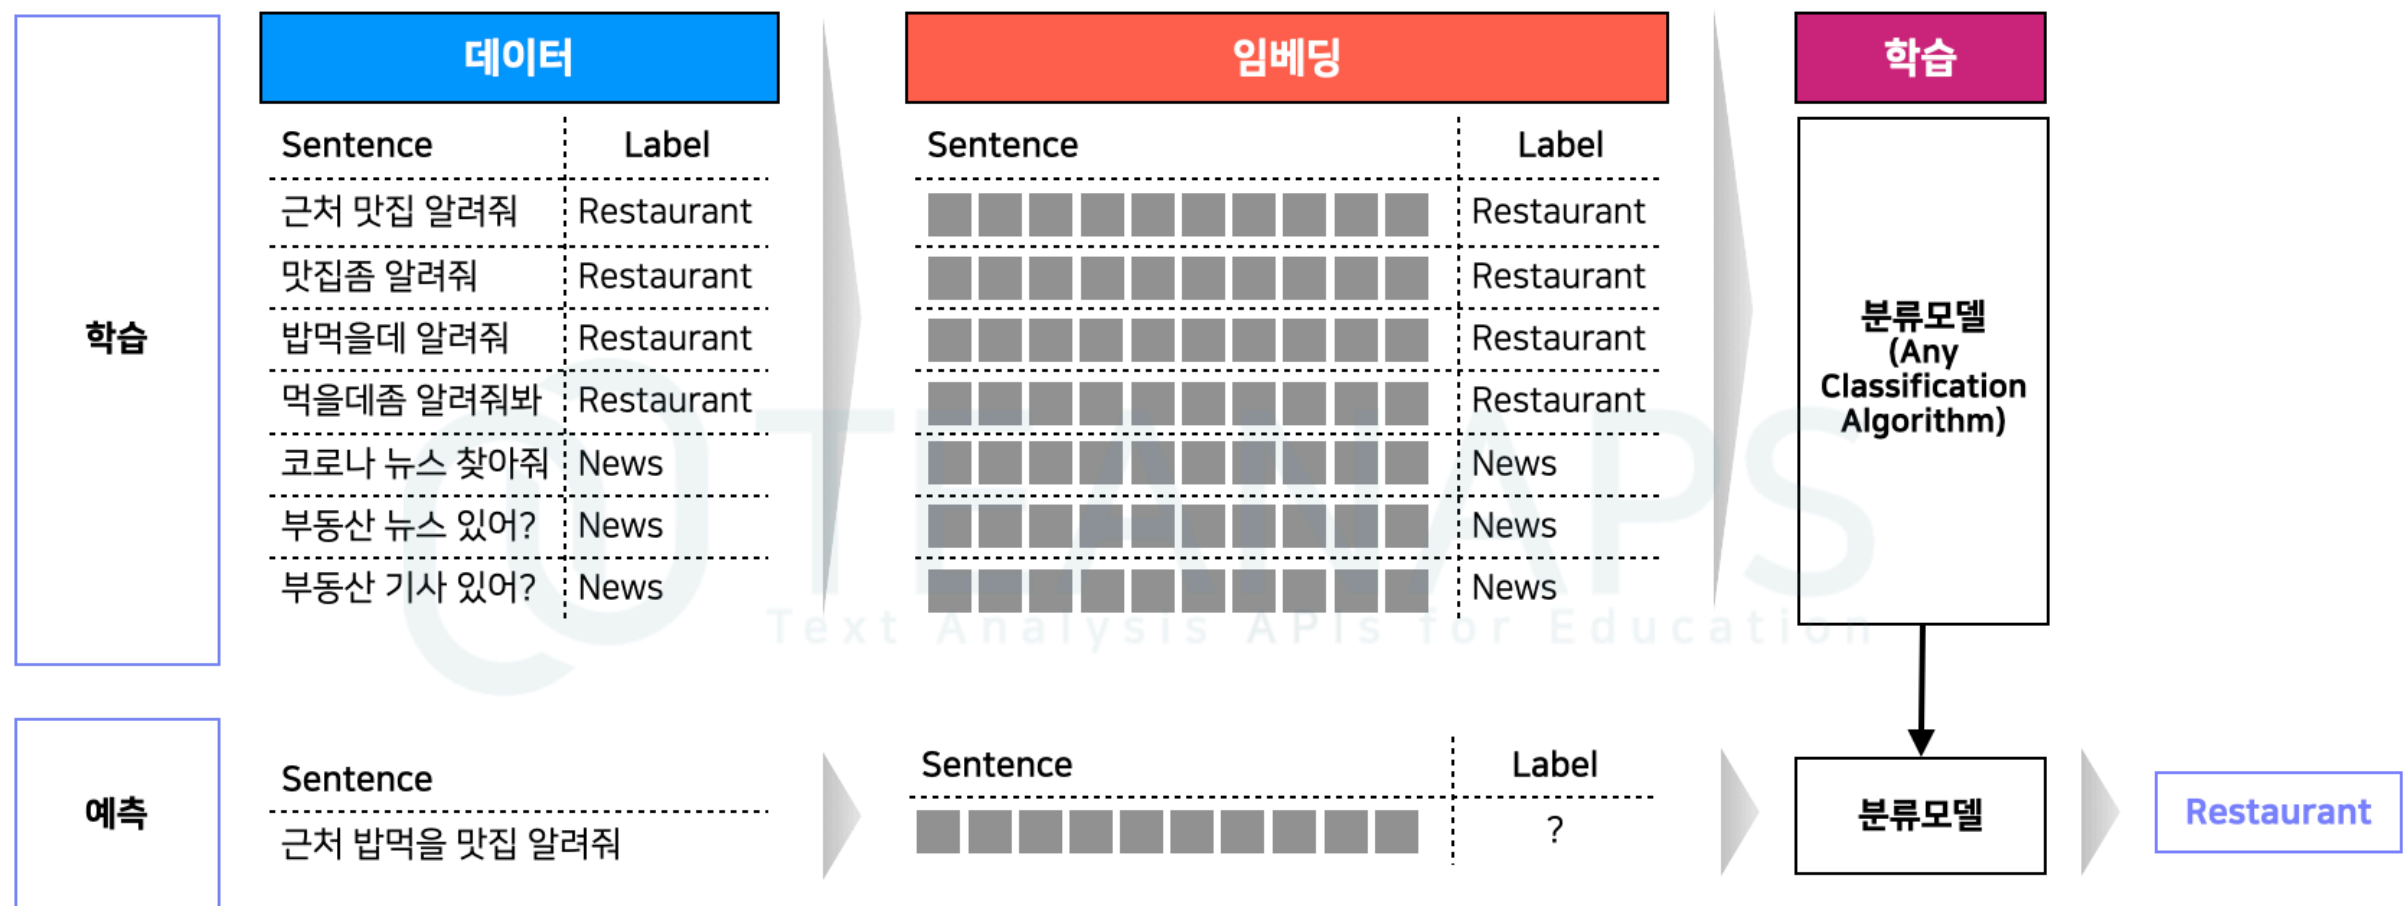 데이터
임베딩
학습
학습
Sentence Label
근처 맛집 알려줘 Restaurant
맛집좀 알려줘 Restaurant
밥먹을데 알려줘 Restaurant
먹을데좀 알려줘봐 Restaurant
코로나 뉴스 찾아줘 News
부동산 뉴스 있어? News
부동산 기사 있어? News
Sentence Label
Restaurant
Restaurant
Restaurant
Restaurant
News
News
News
분류모델
(Any
Classification
Algorithm)
@TEANAPS
Text Analysis APIs for Education
예측
Sentence
근처 밥먹을 맛집 알려줘
Sentence Label
?
분류모델
Restaurant